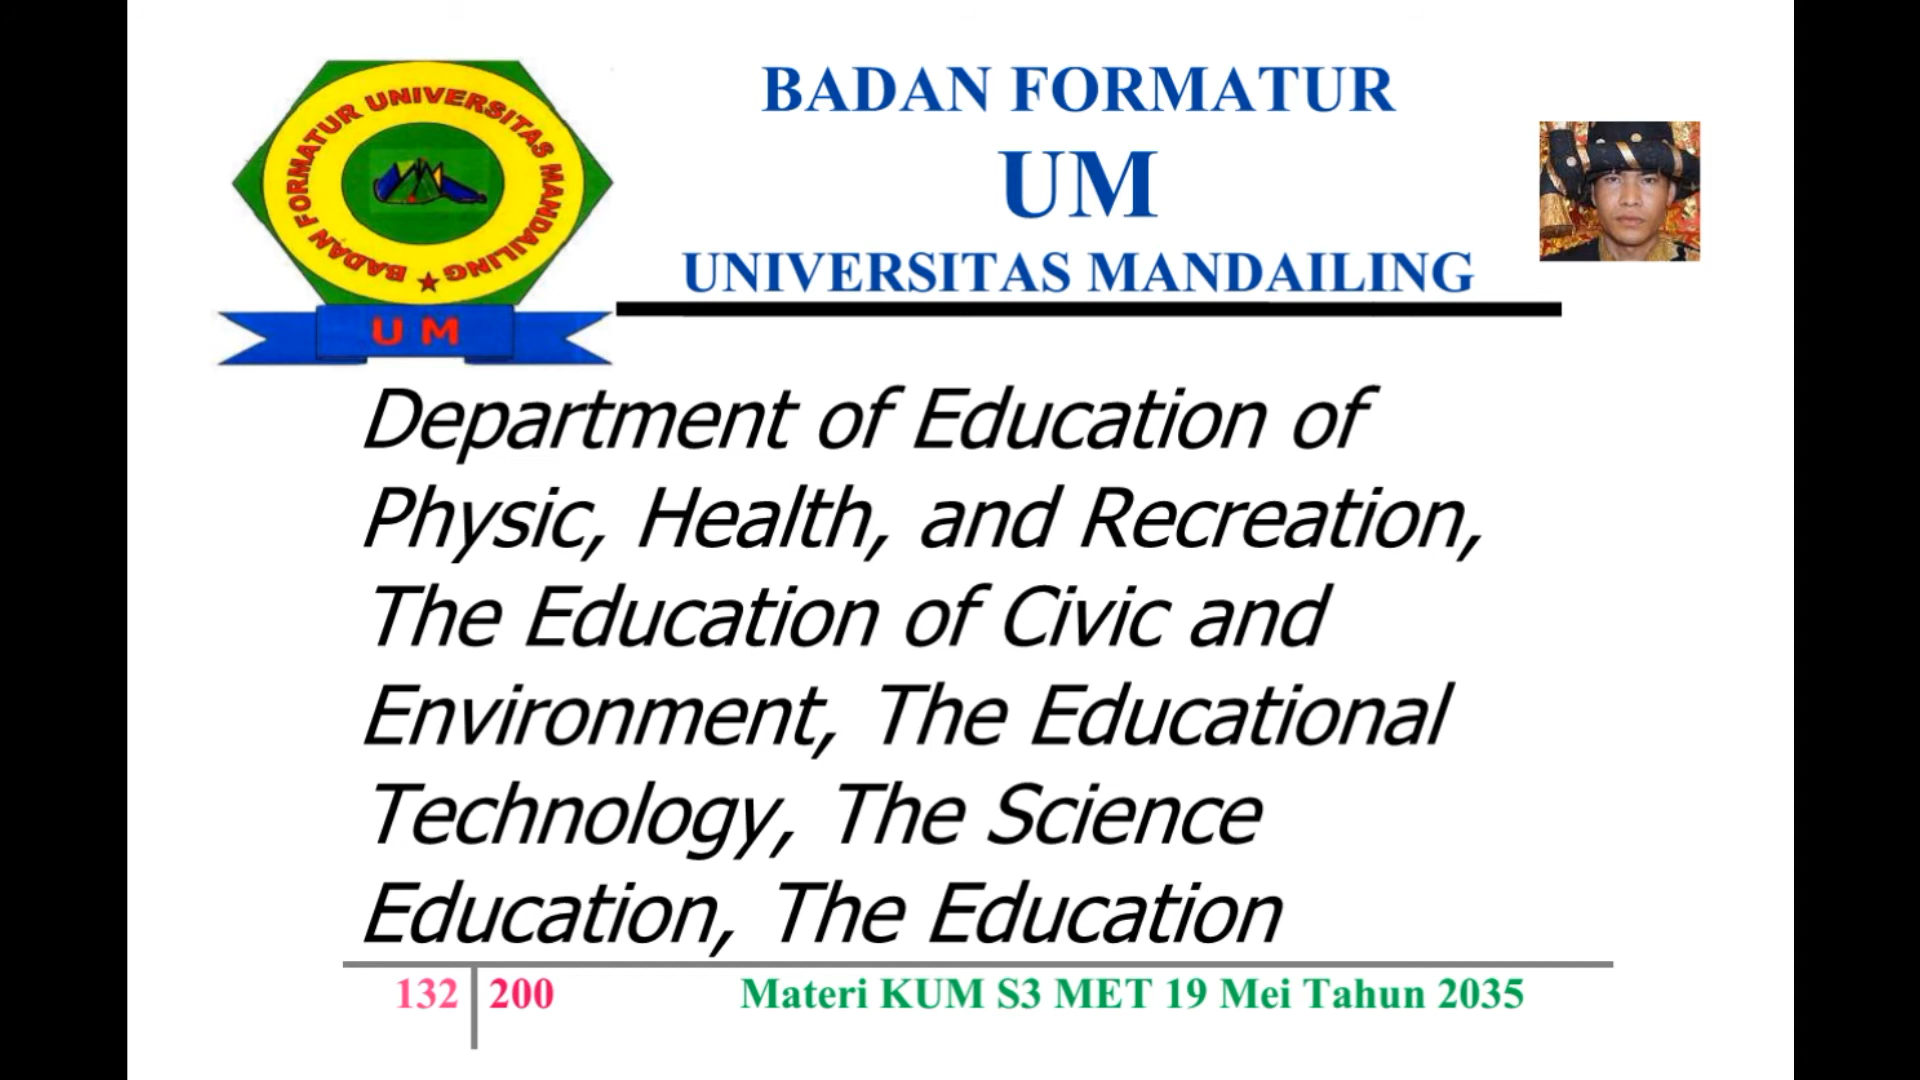 BADAN FORMATUR UNIVERSITAS MANDAILING
U M
BADAN FORMATUR
UM
UNIVERSITAS MANDAILING
Department of Education of
Physic, Health, and Recreation,
The Education of Civic and
Environment, The Educational
Technology, The Science
Education, The Education
132 200 Materi KUM S3 MET 19 Mei Tahun 2035